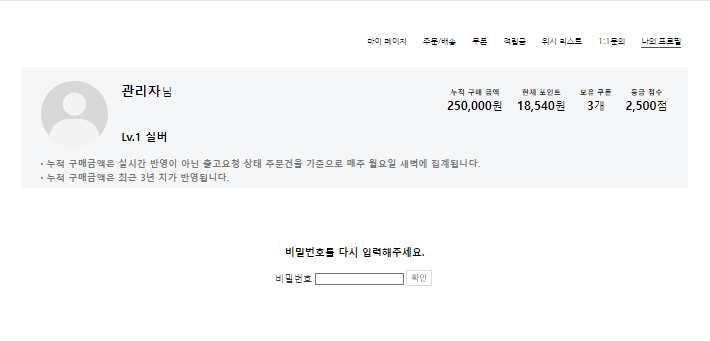 마이 페이지 주문/배송 쿠폰 적립금 위시 리스트 1:1문의 나의 프로필
관리자님
누적 구매 금액 현재 포인트 보유 쿠폰 등급 점수
250,000원 18,540원 3개 2,500점
Lv.1 실버
• 누적 구매금액은 실시간 반영이 아닌 출고요청 상태 주문건을 기준으로 매주 월요일 새벽에 집계됩니다.
• 누적 구매금액은 최근 3년 치가 반영됩니다.
비밀번호를 다시 입력해주세요.
비밀번호 확인